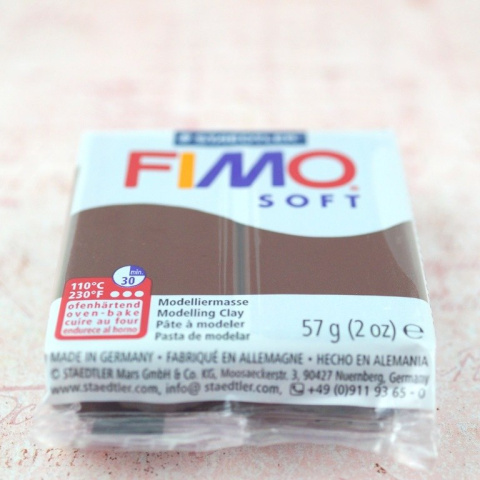 STAEDTLER
FIMO
SOFT
min.
30
110°C
230°F
ofenhärtend
oven-bake
cuire au four
endurece al horno
Modelliermasse
Modelling Clay
Pâte à modeler
Pasta de modelar
57 g (2 oz) ℮
MADE IN GERMANY • FABRIQUÉ EN ALLEMAGNE • HECHO EN ALEMANIA
© STAEDTLER Mars GmbH & Co. KG, Moosaeckerstr. 3, 90427 Nuernberg, Germany
www.staedtler.com, info@ staedtler.com, +49 (0)911 93 65 - 0